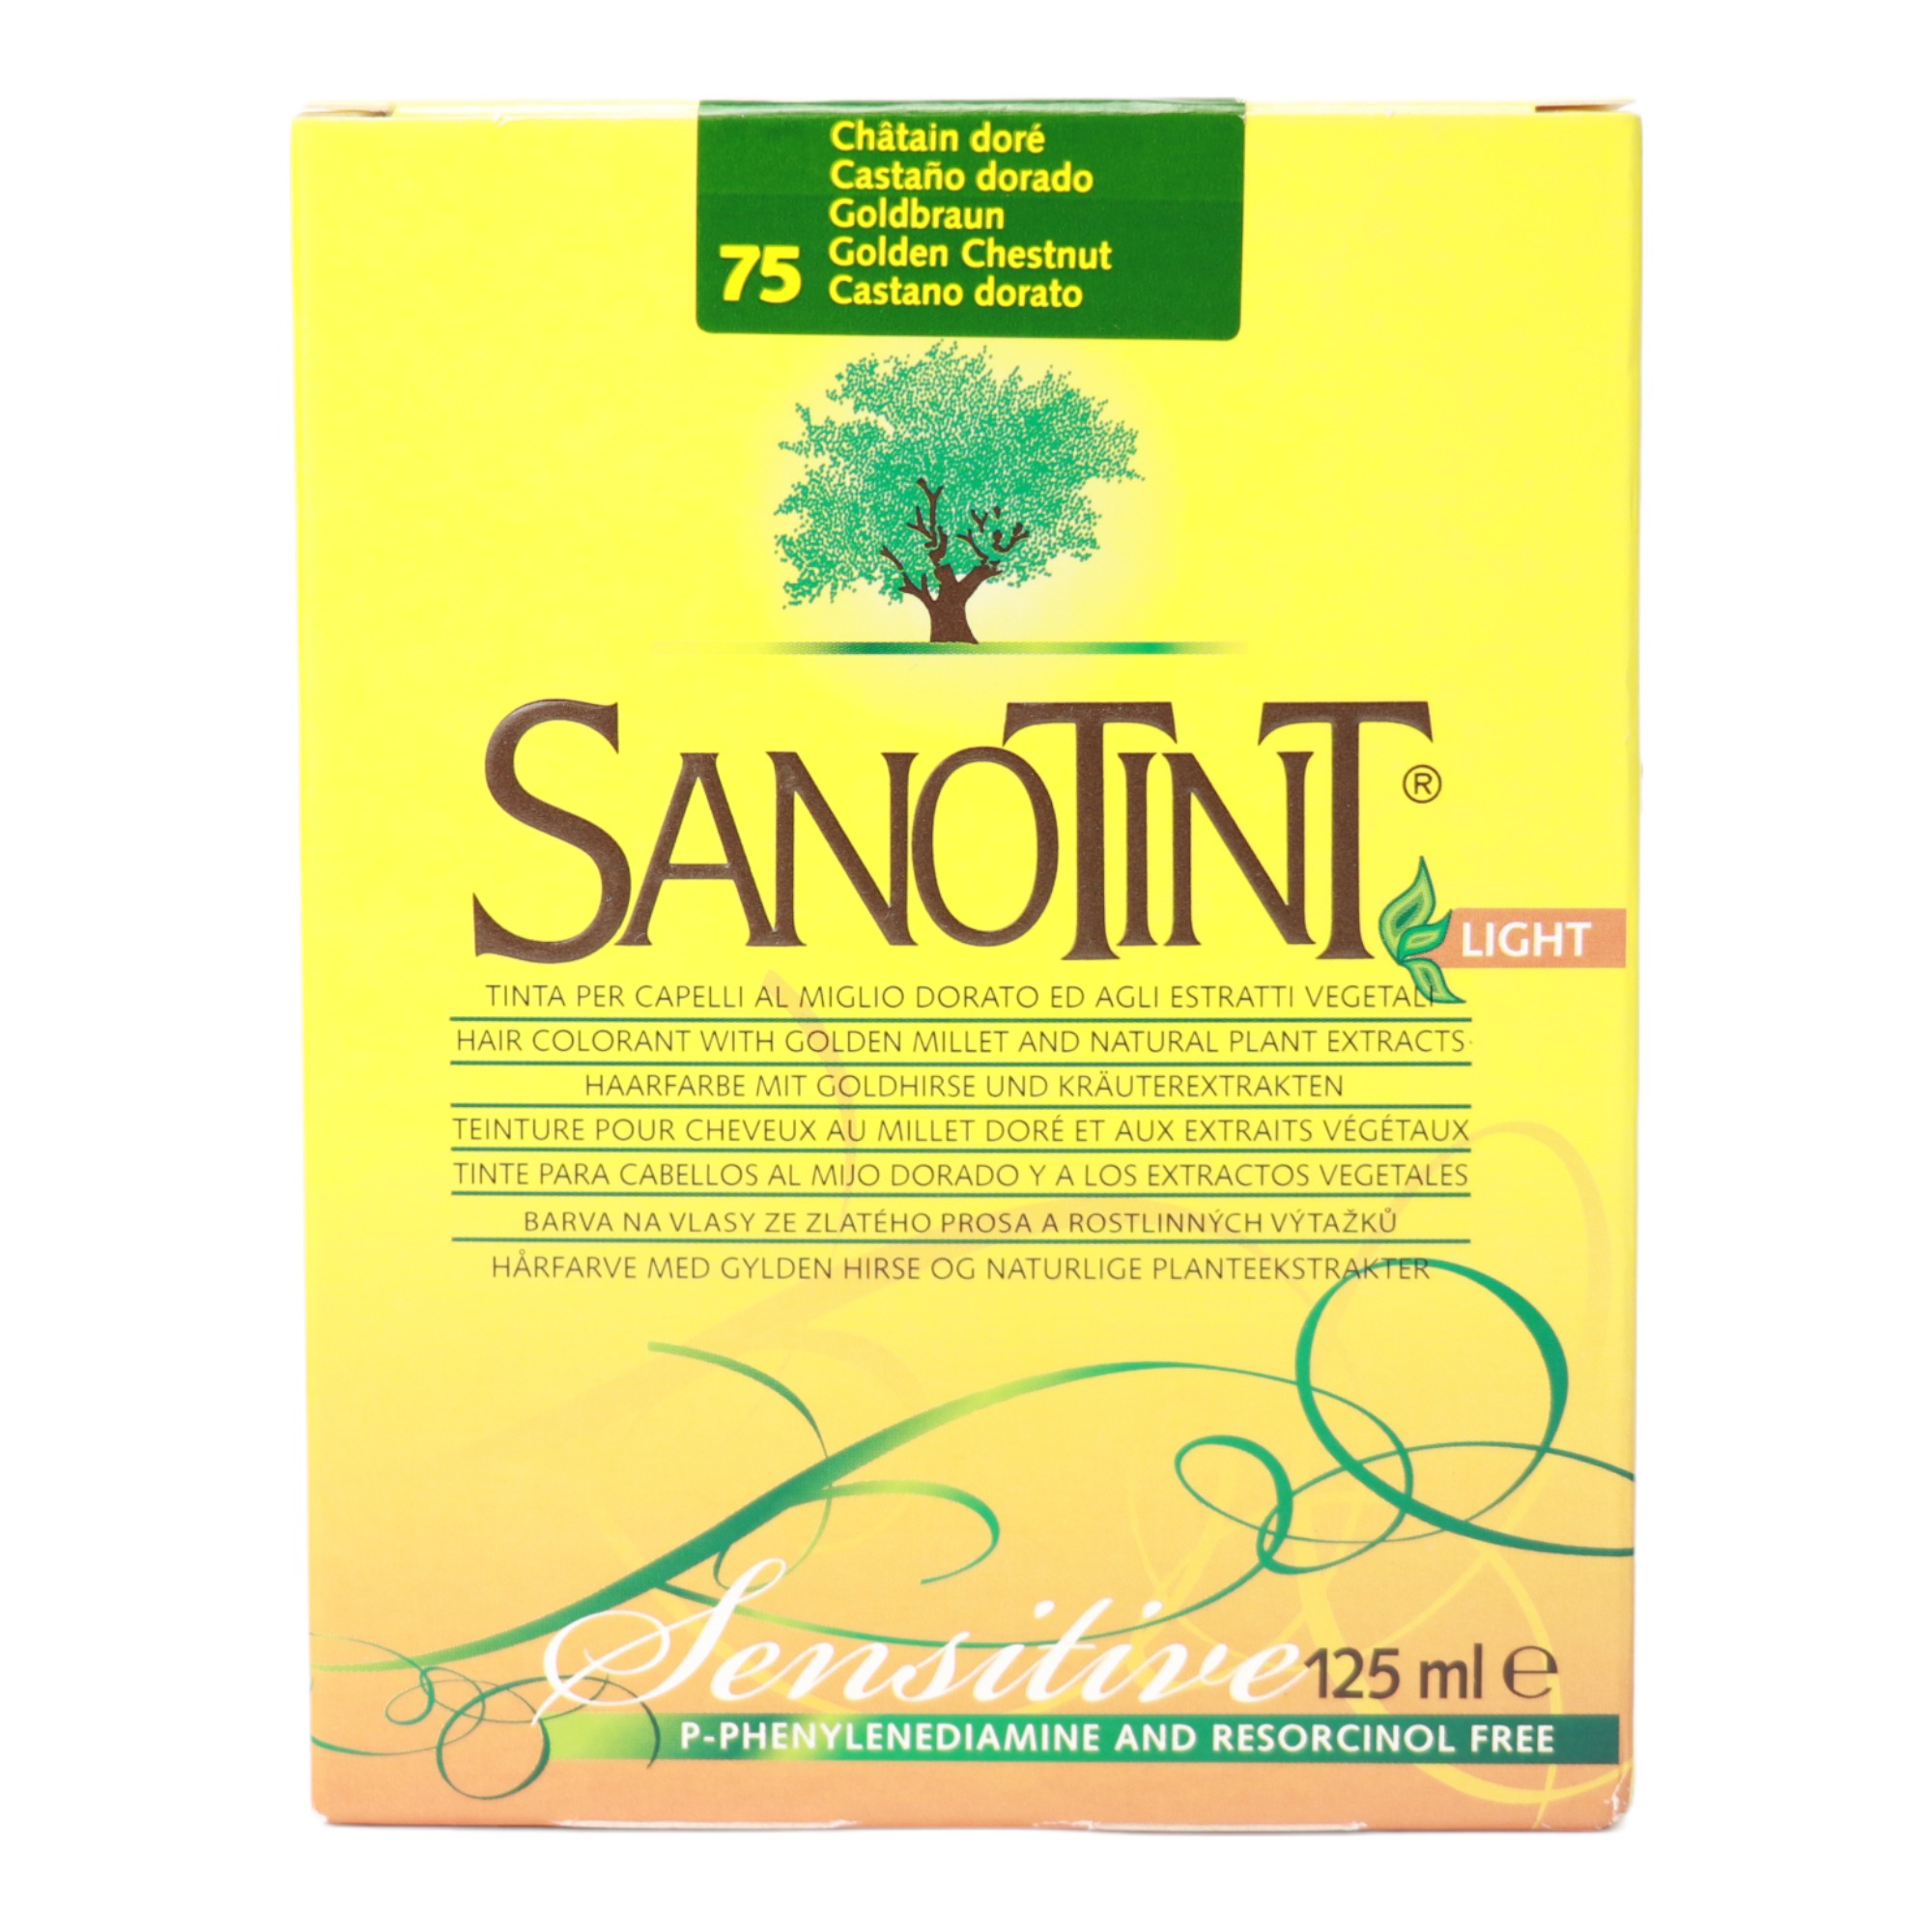 Châtain doré
Castaño dorado
Goldbraun
75 Golden Chestnut
Castano dorato
SANOTINT®
LIGHT
TINTA PER CAPELLI AL MIGLIO DORATO ED AGLI ESTRATTI VEGETALI
HAIR COLORANT WITH GOLDEN MILLET AND NATURAL PLANT EXTRACTS
HAARFARBE MIT GOLDHIRSE UND KRÄUTEREXTRAKTEN
TEINTURE POUR CHEVEUX AU MILLET DORÉ ET AUX EXTRAITS VÉGÉTAUX
TINTE PARA CABELLOS AL MIJO DORADO Y A LOS EXTRACTOS VEGETALES
BARVA NA VLASY ZE ZLATÉHO PROSA A ROSTLINNÝCH VÝTAŽKŮ
HÅRFARVE MED GYLDEN HIRSE OG NATURLIGE PLANTEEKSTRAKTER
Sensitive 125 ml ℮
P-PHENYLENEDIAMINE AND RESORCINOL FREE